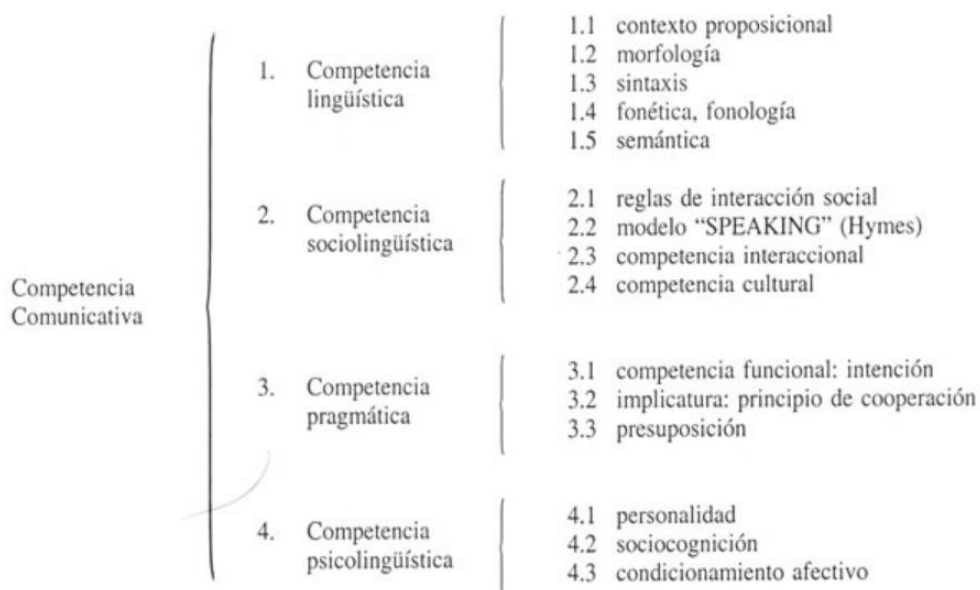 Competencia
Comunicativa
1. Competencia
lingüística
1.1 contexto proposicional
1.2 morfología
1.3 sintaxis
1.4 fonética, fonología
1.5 semántica
2. Competencia
sociolingüística
2.1 reglas de interacción social
2.2 modelo “SPEAKING” (Hymes)
2.3 competencia interaccional
2.4 competencia cultural
3. Competencia
pragmática
3.1 competencia funcional: intención
3.2 implicatura: principio de cooperación
3.3 presuposición
4. Competencia
psicolingüística
4.1 personalidad
4.2 sociocognición
4.3 condicionamiento afectivo